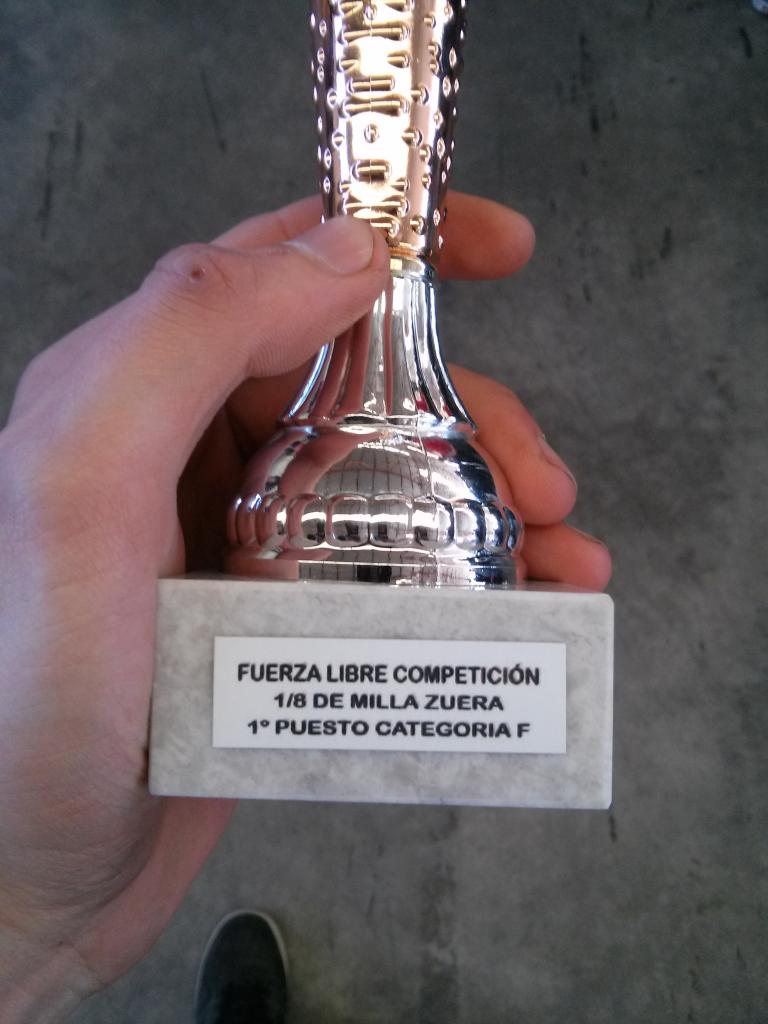 FUERZA LIBRE COMPETICIÓN
1/8 DE MILLA ZUERA
1º PUESTO CATEGORIA F